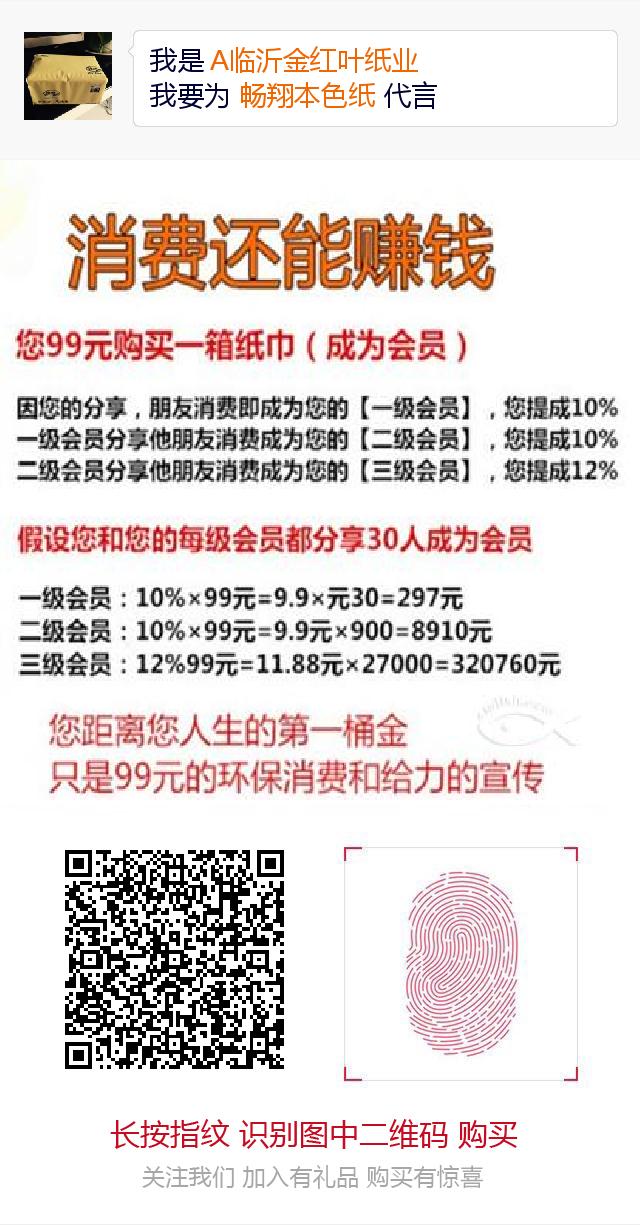 我是 A临沂金红叶纸业
我要为 畅翔本色纸 代言
消费还能赚钱
您99元购买一箱纸巾（成为会员）
因您的分享，朋友消费即成为您的【一级会员】，您提成10%
一级会员分享他朋友消费成为您的【二级会员】，您提成10%
二级会员分享他朋友消费成为您的【三级会员】，您提成12%
假设您和您的每级会员都分享30人成为会员
一级会员：10%×99元=9.9×元30=297元
二级会员：10%×99元=9.9元×900=8910元
三级会员：12%99元=11.88元×27000=320760元
您距离您人生的第一桶金
只是99元的环保消费和给力的宣传
长按指纹 识别图中二维码 购买
关注我们 加入有礼品 购买有惊喜